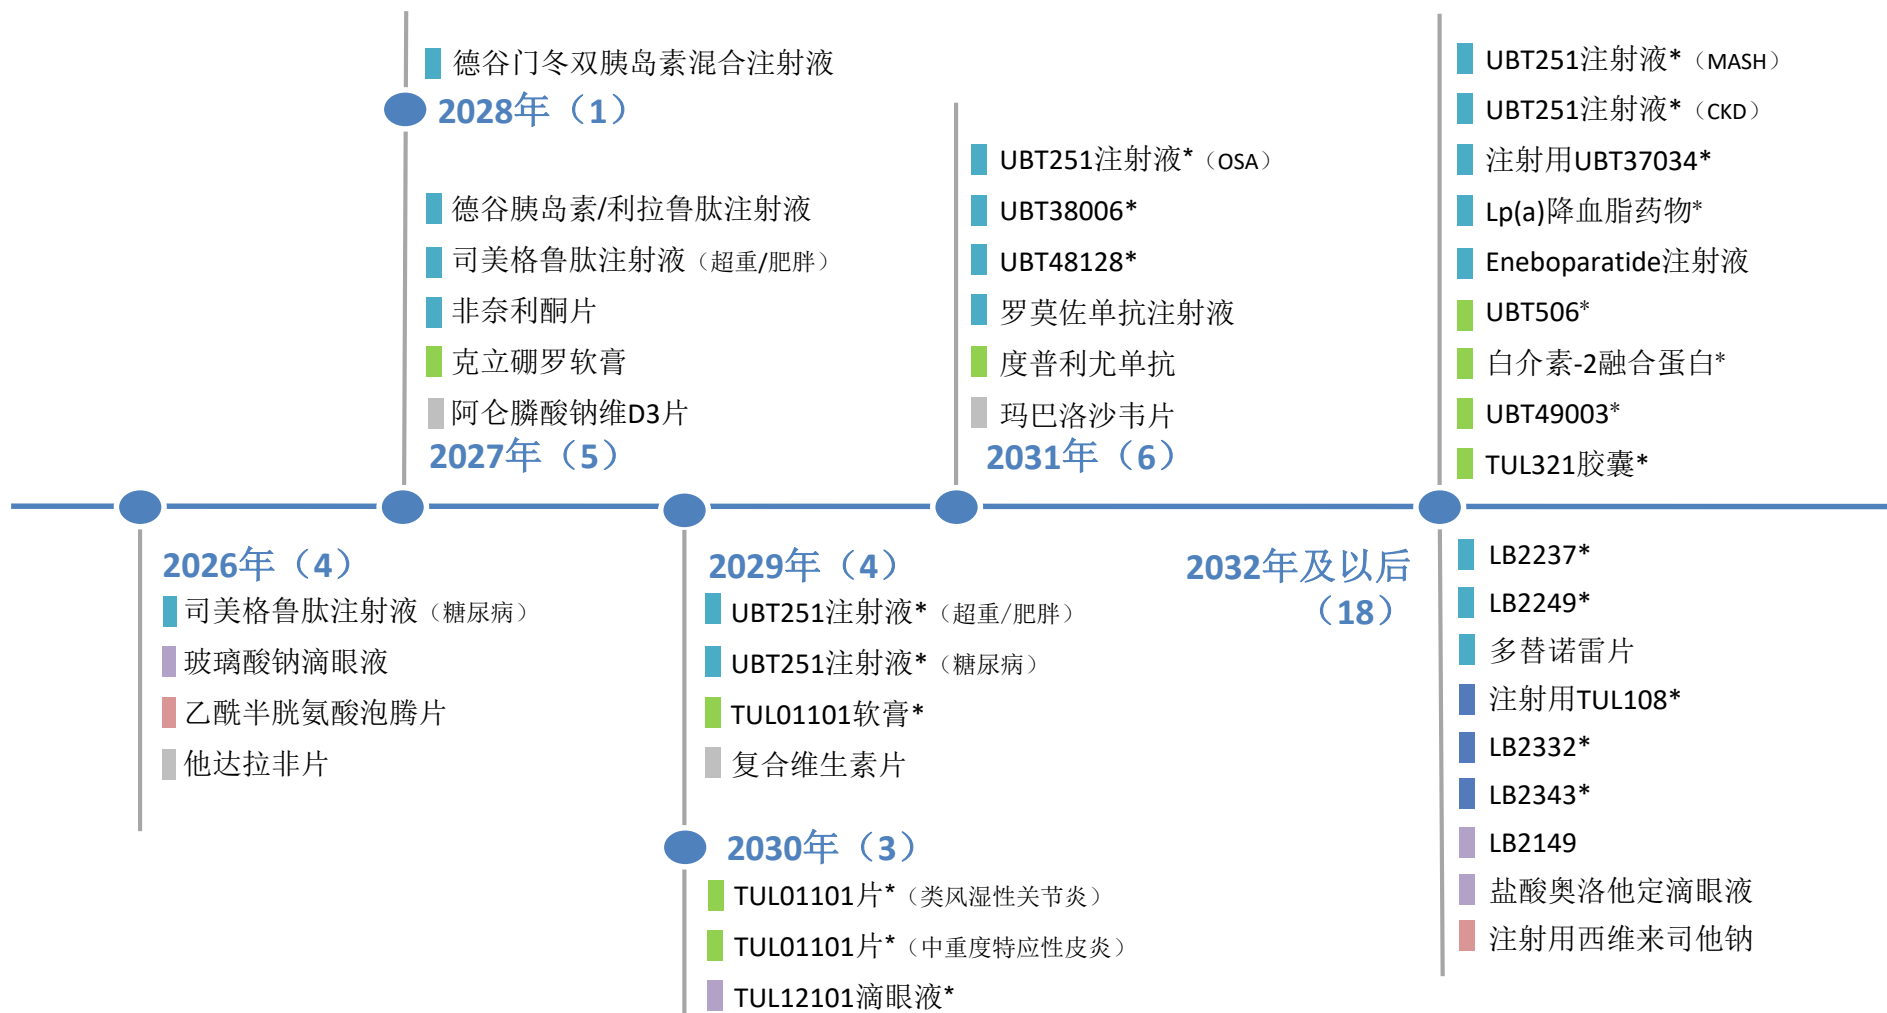 德谷门冬双胰岛素混合注射液
2028年（1）
德谷胰岛素/利拉鲁肽注射液
司美格鲁肽注射液（超重/肥胖）
非奈利酮片
克立硼罗软膏
阿仑膦酸钠维D3片
2027年（5）
UBT251注射液*（OSA）
UBT38006*
UBT48128*
罗莫佐单抗注射液
度普利尤单抗
玛巴洛沙韦片
2031年（6）
UBT251注射液*（MASH）
UBT251注射液*（CKD）
注射用UBT37034*
Lp(a)降血脂药物*
Eneboparatide注射液
UBT506*
白介素-2融合蛋白*
UBT49003*
TUL321胶囊*
2026年（4）
司美格鲁肽注射液（糖尿病）
玻璃酸钠滴眼液
乙酰半胱氨酸泡腾片
他达拉非片
2029年（4）
UBT251注射液*（超重/肥胖）
UBT251注射液*（糖尿病）
TUL01101软膏*
复合维生素片
2030年（3）
TUL01101片*（类风湿性关节炎）
TUL01101片*（中重度特应性皮炎）
TUL12101滴眼液*
2032年及以后
（18）
LB2237*
LB2249*
多替诺雷片
注射用TUL108*
LB2332*
LB2343*
LB2149
盐酸奥洛他定滴眼液
注射用西维来司他钠